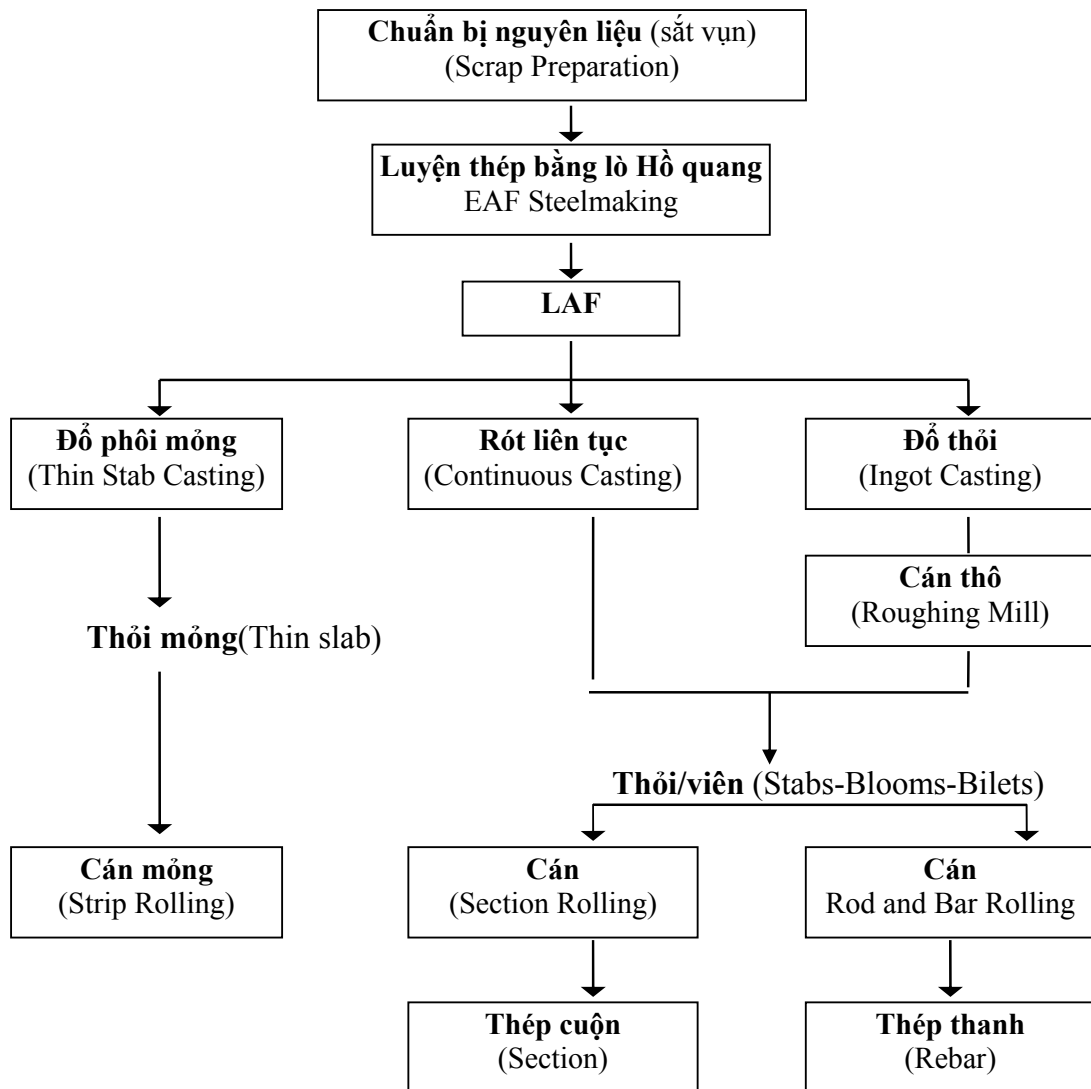 Chuẩn bị nguyên liệu (sắt vụn)
(Scrap Preparation)
Luyện thép bằng lò Hồ quang
EAF Steelmaking
LAF
Đổ phôi mỏng
(Thin Stab Casting)
Rót liên tục
(Continuous Casting)
Đổ thỏi
(Ingot Casting)
Cán thô
(Roughing Mill)
Thỏi mỏng(Thin slab)
Thỏi/viên (Stabs-Blooms-Bilets)
Cán mỏng
(Strip Rolling)
Cán
(Section Rolling)
Cán
Rod and Bar Rolling
Thép cuộn
(Section)
Thép thanh
(Rebar)